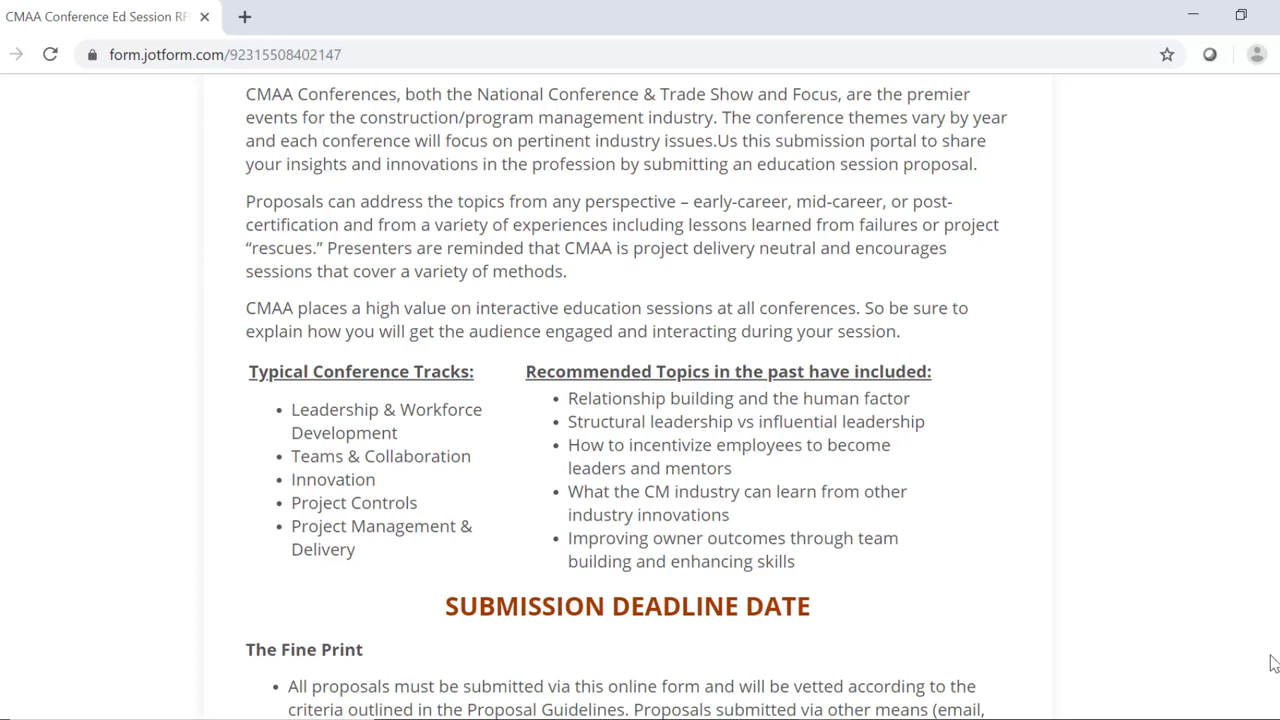 CMAA Conference Ed Session RF
form.jotform.com/92315508402147
CMAA Conferences, both the National Conference & Trade Show and Focus, are the premier
events for the construction/program management industry. The conference themes vary by year
and each conference will focus on pertinent industry issues.Us this submission portal to share
your insights and innovations in the profession by submitting an education session proposal.
Proposals can address the topics from any perspective – early-career, mid-career, or post-
certification and from a variety of experiences including lessons learned from failures or project
“rescues.” Presenters are reminded that CMAA is project delivery neutral and encourages
sessions that cover a variety of methods.
CMAA places a high value on interactive education sessions at all conferences. So be sure to
explain how you will get the audience engaged and interacting during your session.
Typical Conference Tracks:
• Leadership & Workforce
Development
• Teams & Collaboration
• Innovation
• Project Controls
• Project Management &
Delivery
Recommended Topics in the past have included:
• Relationship building and the human factor
• Structural leadership vs influential leadership
• How to incentivize employees to become
leaders and mentors
• What the CM industry can learn from other
industry innovations
• Improving owner outcomes through team
building and enhancing skills
SUBMISSION DEADLINE DATE
The Fine Print
• All proposals must be submitted via this online form and will be vetted according to the
criteria outlined in the Proposal Guidelines. Proposals submitted via other means (email,